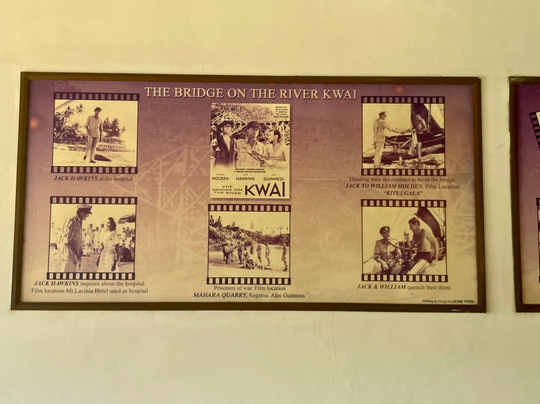 THE BRIDGE ON THE RIVER KWAI
JACK HAWKINS at the hospital
HOLDEN HAWKINS GUINNESS
THE BRIDGE ON
THE RIVER KWAI
Handing over the contract to build the bridge,
JACK TO WILLIAM HOLDEN, Film Location
"KITULGALA"
JACK HAWKINS inquires about the hospital
Film location-Mt.Lavinia Hotel used as hospital
Prisoners of war. Film location
MAHARA QUARRY, Ragama. Alec Guinness.
JACK & WILLIAM quench their thirst